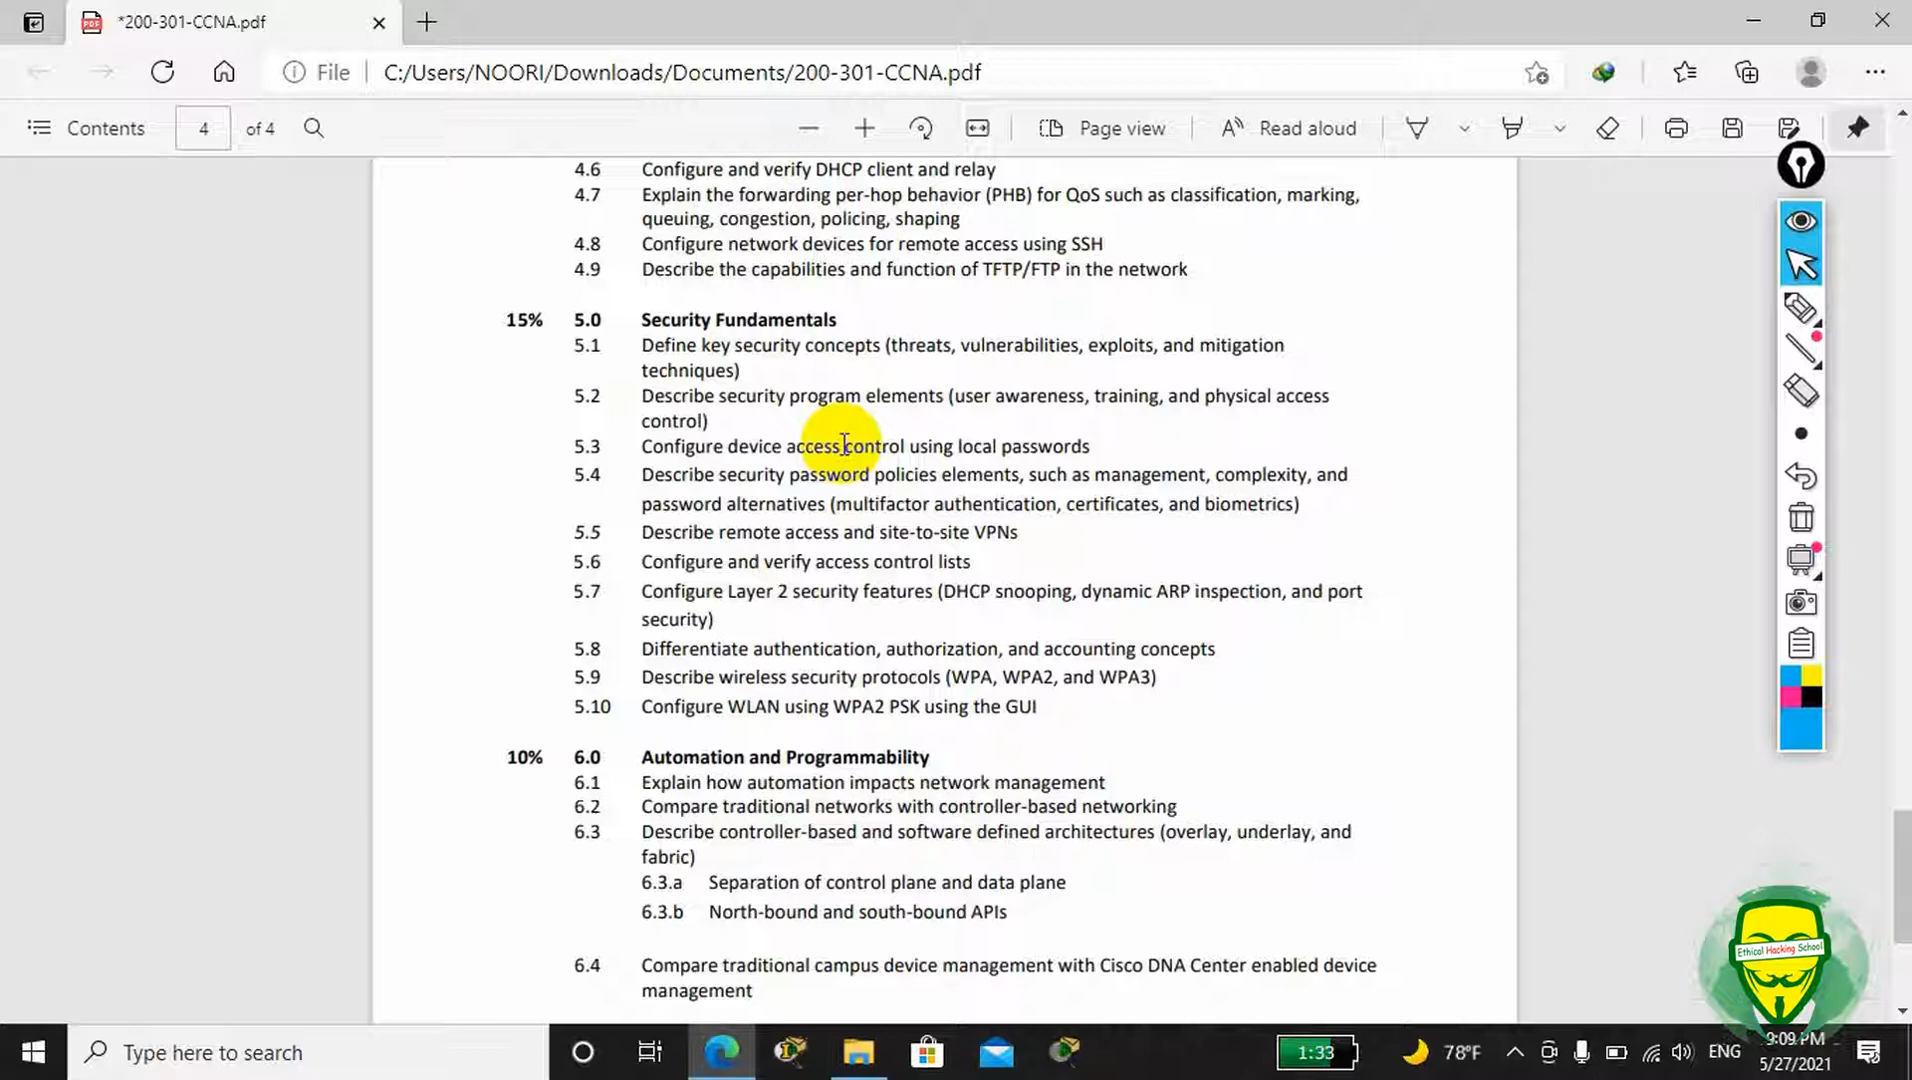 *200-301-CCNA.pdf
File C:/Users/NOORI/Downloads/Documents/200-301-CCNA.pdf
Contents 4 of 4 Page view Read aloud
4.6 Configure and verify DHCP client and relay
4.7 Explain the forwarding per-hop behavior (PHB) for QoS such as classification, marking,
queuing, congestion, policing, shaping
4.8 Configure network devices for remote access using SSH
4.9 Describe the capabilities and function of TFTP/FTP in the network
15% 5.0 Security Fundamentals
5.1 Define key security concepts (threats, vulnerabilities, exploits, and mitigation
techniques)
5.2 Describe security program elements (user awareness, training, and physical access
control)
5.3 Configure device access control using local passwords
5.4 Describe security password policies elements, such as management, complexity, and
password alternatives (multifactor authentication, certificates, and biometrics)
5.5 Describe remote access and site-to-site VPNs
5.6 Configure and verify access control lists
5.7 Configure Layer 2 security features (DHCP snooping, dynamic ARP inspection, and port
security)
5.8 Differentiate authentication, authorization, and accounting concepts
5.9 Describe wireless security protocols (WPA, WPA2, and WPA3)
5.10 Configure WLAN using WPA2 PSK using the GUI
10% 6.0 Automation and Programmability
6.1 Explain how automation impacts network management
6.2 Compare traditional networks with controller-based networking
6.3 Describe controller-based and software defined architectures (overlay, underlay, and
fabric)
6.3.a Separation of control plane and data plane
6.3.b North-bound and south-bound APIs
6.4 Compare traditional campus device management with Cisco DNA Center enabled device
management
Ethical Hacking School
Type here to search
1:33
78°F
ENG
9:09 PM
5/27/2021